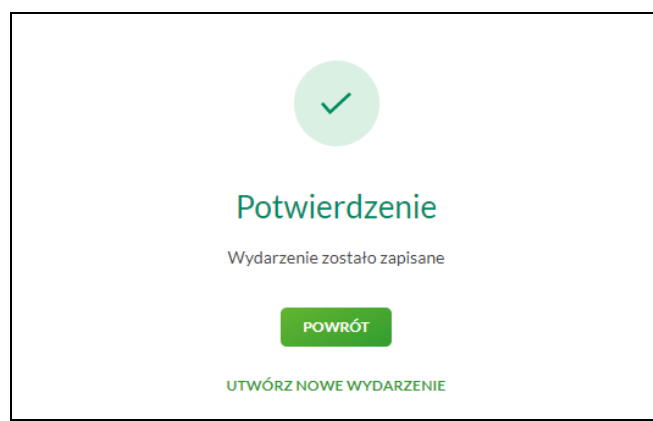 Potwierdzenie
Wydarzenie zostało zapisane
POWRÓT
UTWÓRZ NOWE WYDARZENIE